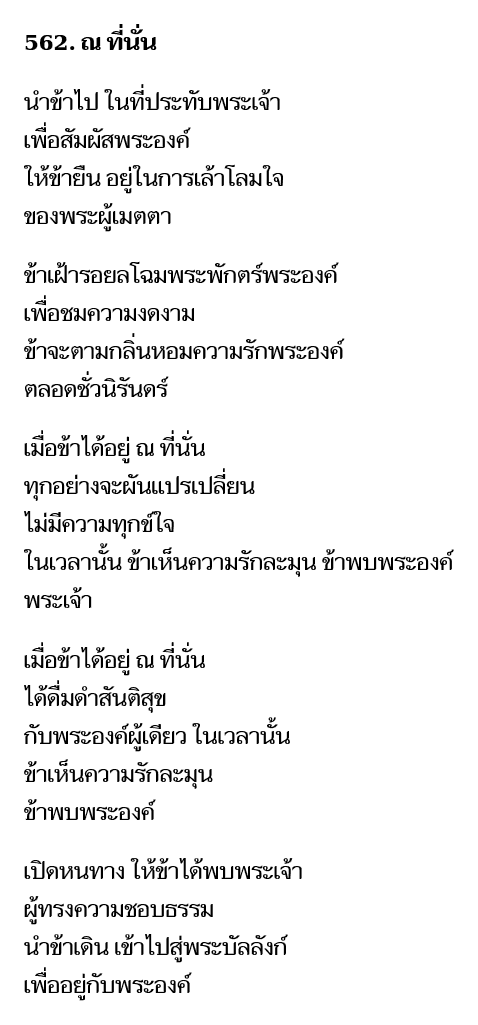 562. ณ ที่นั่น
นำข้าไป ในที่ประทับพระเจ้า
เพื่อสัมผัสพระองค์
ให้ข้ายืน อยู่ในการเล้าโลมใจ
ของพระผู้เมตตา
ข้าเฝ้ารอยลโฉมพระพักตร์พระองค์
เพื่อชมความงดงาม
ข้าจะตามกลิ่นหอมความรักพระองค์
ตลอดชั่วนิรันดร์
เมื่อข้าได้อยู่ ณ ที่นั่น
ทุกอย่างจะผันแปรเปลี่ยน
ไม่มีความทุกข์ใจ
ในเวลานั้น ข้าเห็นความรักละมุน ข้าพบพระองค์
พระเจ้า
เมื่อข้าได้อยู่ ณ ที่นั่น
ได้ดื่มดำสันติสุข
กับพระองค์ผู้เดียว ในเวลานั้น
ข้าเห็นความรักละมุน
ข้าพบพระองค์
เปิดหนทาง ให้ข้าได้พบพระเจ้า
ผู้ทรงความชอบธรรม
นำข้าเดิน เข้าไปสู่พระบัลลังก์
เพื่ออยู่กับพระองค์